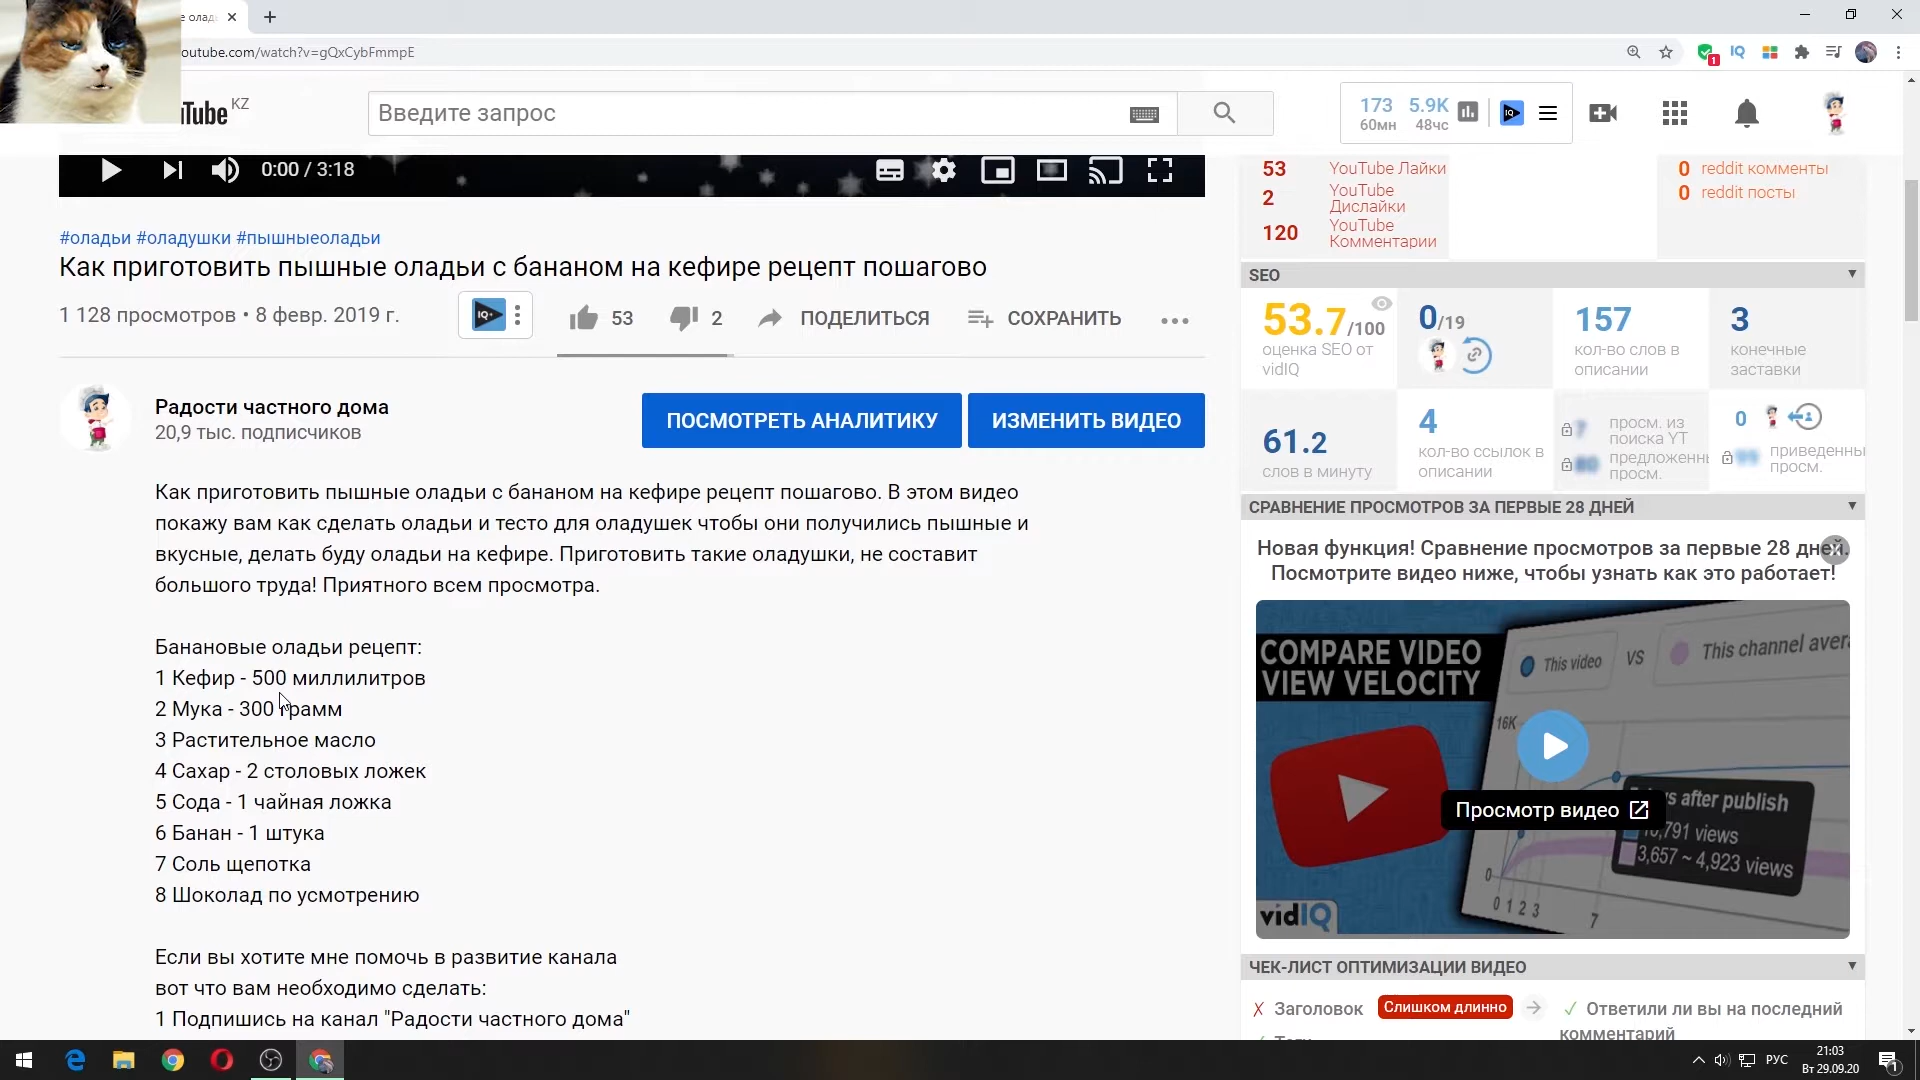 youtube.com/watch?v=gQxCybFmmpE
Tube KZ
Введите запрос
173 5.9K
60мн 48чс
0:00 / 3:18
#оладьи #оладушки #пышныеоладьи
Как приготовить пышные оладьи с бананом на кефире рецепт пошагово
1 128 просмотров • 8 февр. 2019 г.
IQ+
53
2
ПОДЕЛИТЬСЯ
СОХРАНИТЬ
Радости частного дома
20,9 тыс. подписчиков
ПОСМОТРЕТЬ АНАЛИТИКУ
ИЗМЕНИТЬ ВИДЕО
Как приготовить пышные оладьи с бананом на кефире рецепт пошагово. В этом видео
покажу вам как сделать оладьи и тесто для оладушек чтобы они получились пышные и
вкусные, делать буду оладьи на кефире. Приготовить такие оладушки, не составит
большого труда! Приятного всем просмотра.
Банановые оладьи рецепт:
1 Кефир - 500 миллилитров
2 Мука - 300 грамм
3 Растительное масло
4 Сахар - 2 столовых ложек
5 Сода - 1 чайная ложка
6 Банан - 1 штука
7 Соль щепотка
8 Шоколад по усмотрению
Если вы хотите мне помочь в развитие канала
вот что вам необходимо сделать:
1 Подпишись на канал "Радости частного дома"
53 YouTube Лайки
2 YouTube Дислайки
120 YouTube Комментарии
0 reddit комменты
0 reddit посты
SEO
53.7/100
оценка SEO от vidIQ
0/19
157
кол-во слов в описании
3
конечные заставки
61.2
слов в минуту
4
кол-во ссылок в описании
просм. из поиска YT
просм.
0
просм.
СРАВНЕНИЕ ПРОСМОТРОВ ЗА ПЕРВЫЕ 28 ДНЕЙ
Новая функция! Сравнение просмотров за первые 28 дней.
Посмотрите видео ниже, чтобы узнать как это работает!
COMPARE VIDEO
VIEW VELOCITY
This video VS This channel
16K
after publish
views
3,657 ~ 4,923 views
0
0 1 2 3 7
Просмотр видео
vidIQ
ЧЕК-ЛИСТ ОПТИМИЗАЦИИ ВИДЕО
Заголовок Слишком длинно
Ответили ли вы на последний
комментарий
РУС
21:03
Вт 29.09.20